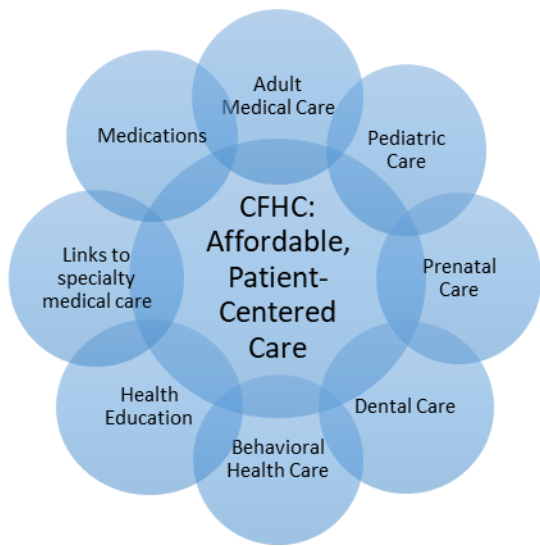 Adult
Medical Care
Pediatric
Care
Prenatal
Care
Dental Care
Behavioral
Health Care
Health
Education
Links to
specialty
medical care
Medications
CFHC:
Affordable,
Patient-
Centered
Care